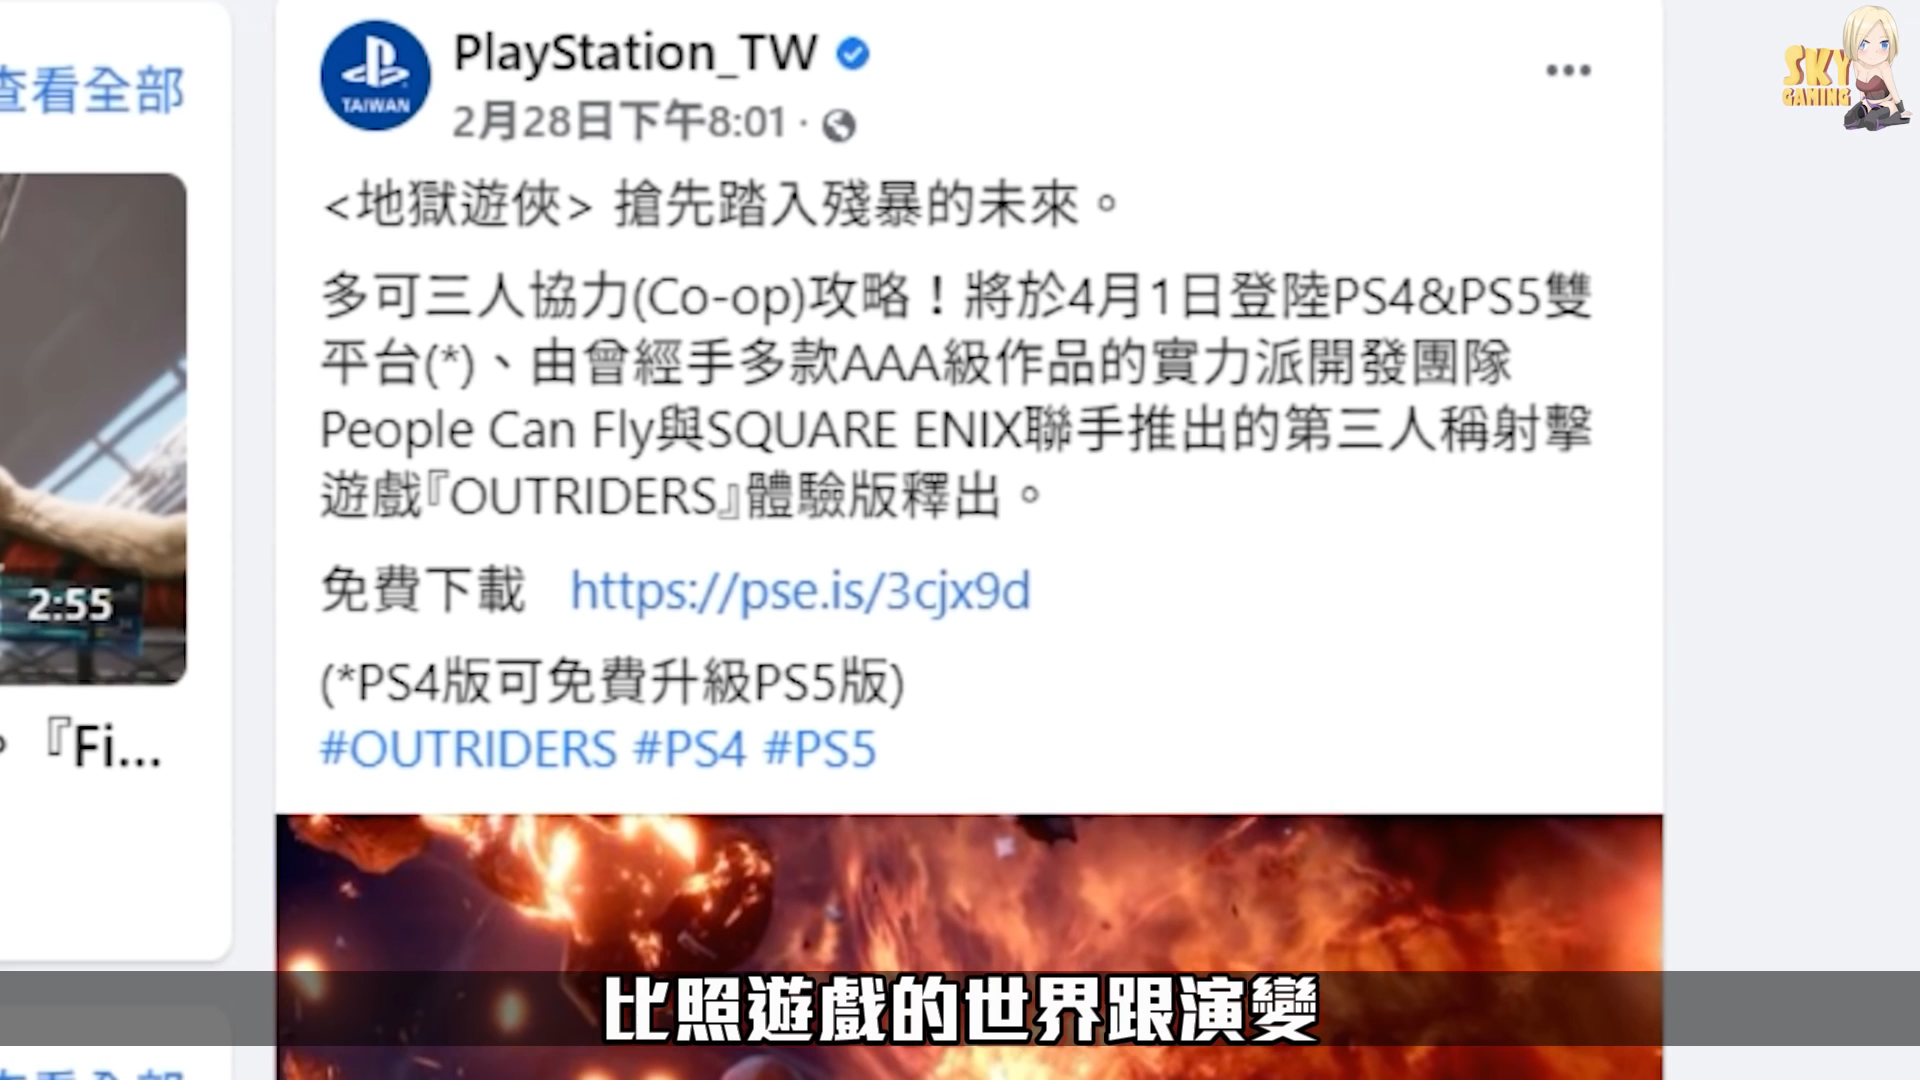 查看全部
2:55
。『Fi...
PlayStation_TW
TAIWAN
2月28日下午8:01 ·
<地獄遊俠> 搶先踏入殘暴的未來。
多可三人協力(Co-op)攻略！將於4月1日登陸PS4&PS5雙
平台(*)、由曾經手多款AAA級作品的實力派開發團隊
People Can Fly與SQUARE ENIX聯手推出的第三人稱射擊
遊戲『OUTRIDERS』體驗版釋出。
免費下載 https://pse.is/3cjx9d
(*PS4版可免費升級PS5版)
#OUTRIDERS #PS4 #PS5
SKY
GAMING
比照遊戲的世界跟演變